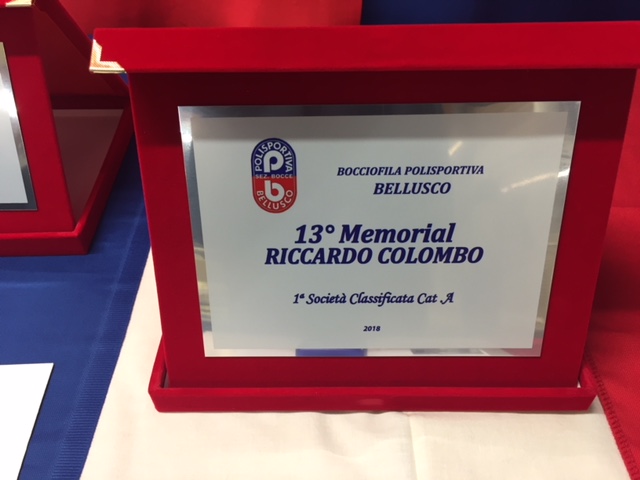 POLISPORTIVA
P
SEZ. BOCCE
b
BELLUSCO
BOCCIOFILA POLISPORTIVA
BELLUSCO
13° Memorial
RICCARDO COLOMBO
1ª Società Classificata Cat .A
2018